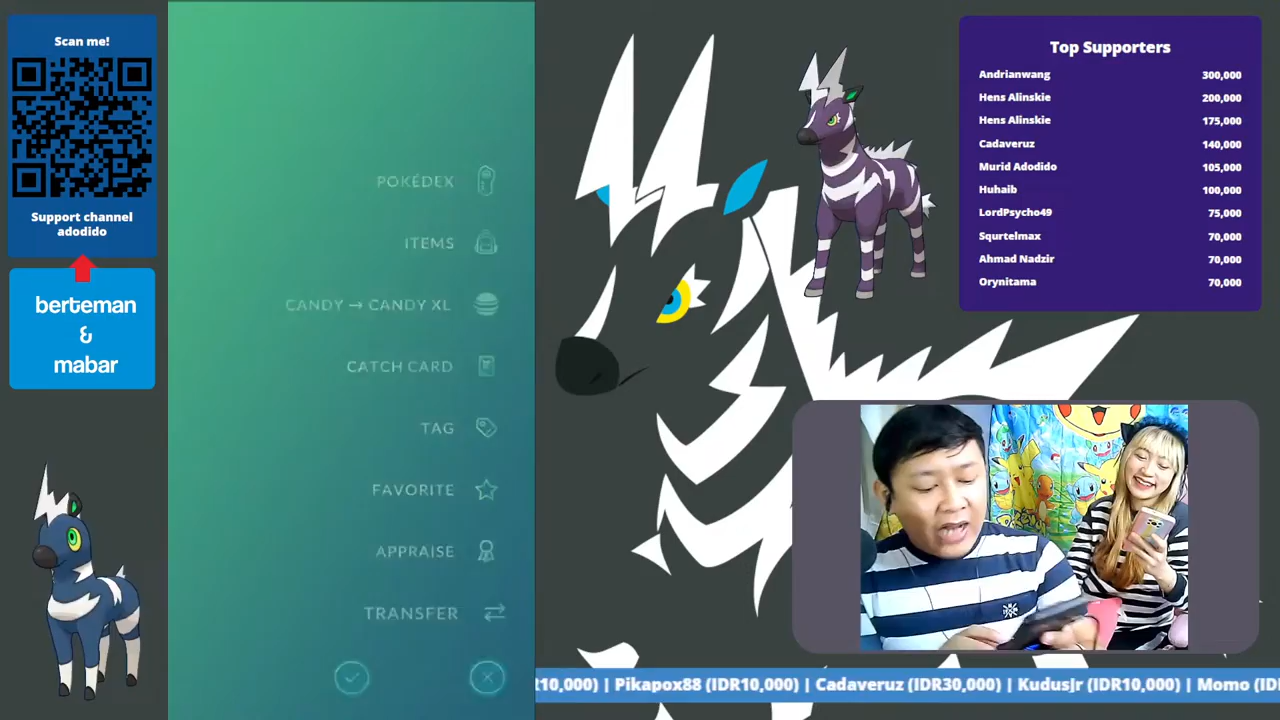 Scan me!
Support channel
adodido
berteman
&
mabar
POKÉDEX
ITEMS
CANDY → CANDY XL
CATCH CARD
TAG
FAVORITE
APPRAISE
TRANSFER
Top Supporters
Andrianwang 300,000
Hens Alinskie 200,000
Hens Alinskie 175,000
Cadaveruz 140,000
Murid Adodido 105,000
Huhaib 100,000
LordPsycho49 75,000
Squrtelmax 70,000
Ahmad Nadzir 70,000
Orynitama 70,000
R10,000) | Pikapox88 (IDR10,000) | Cadaveruz (IDR30,000) | KudusJr (IDR10,000) | Momo (ID